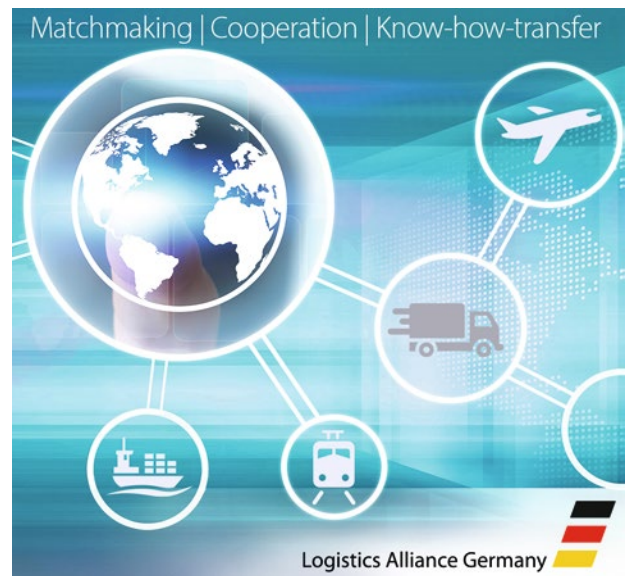 Matchmaking | Cooperation | Know-how-transfer
Logistics Alliance Germany